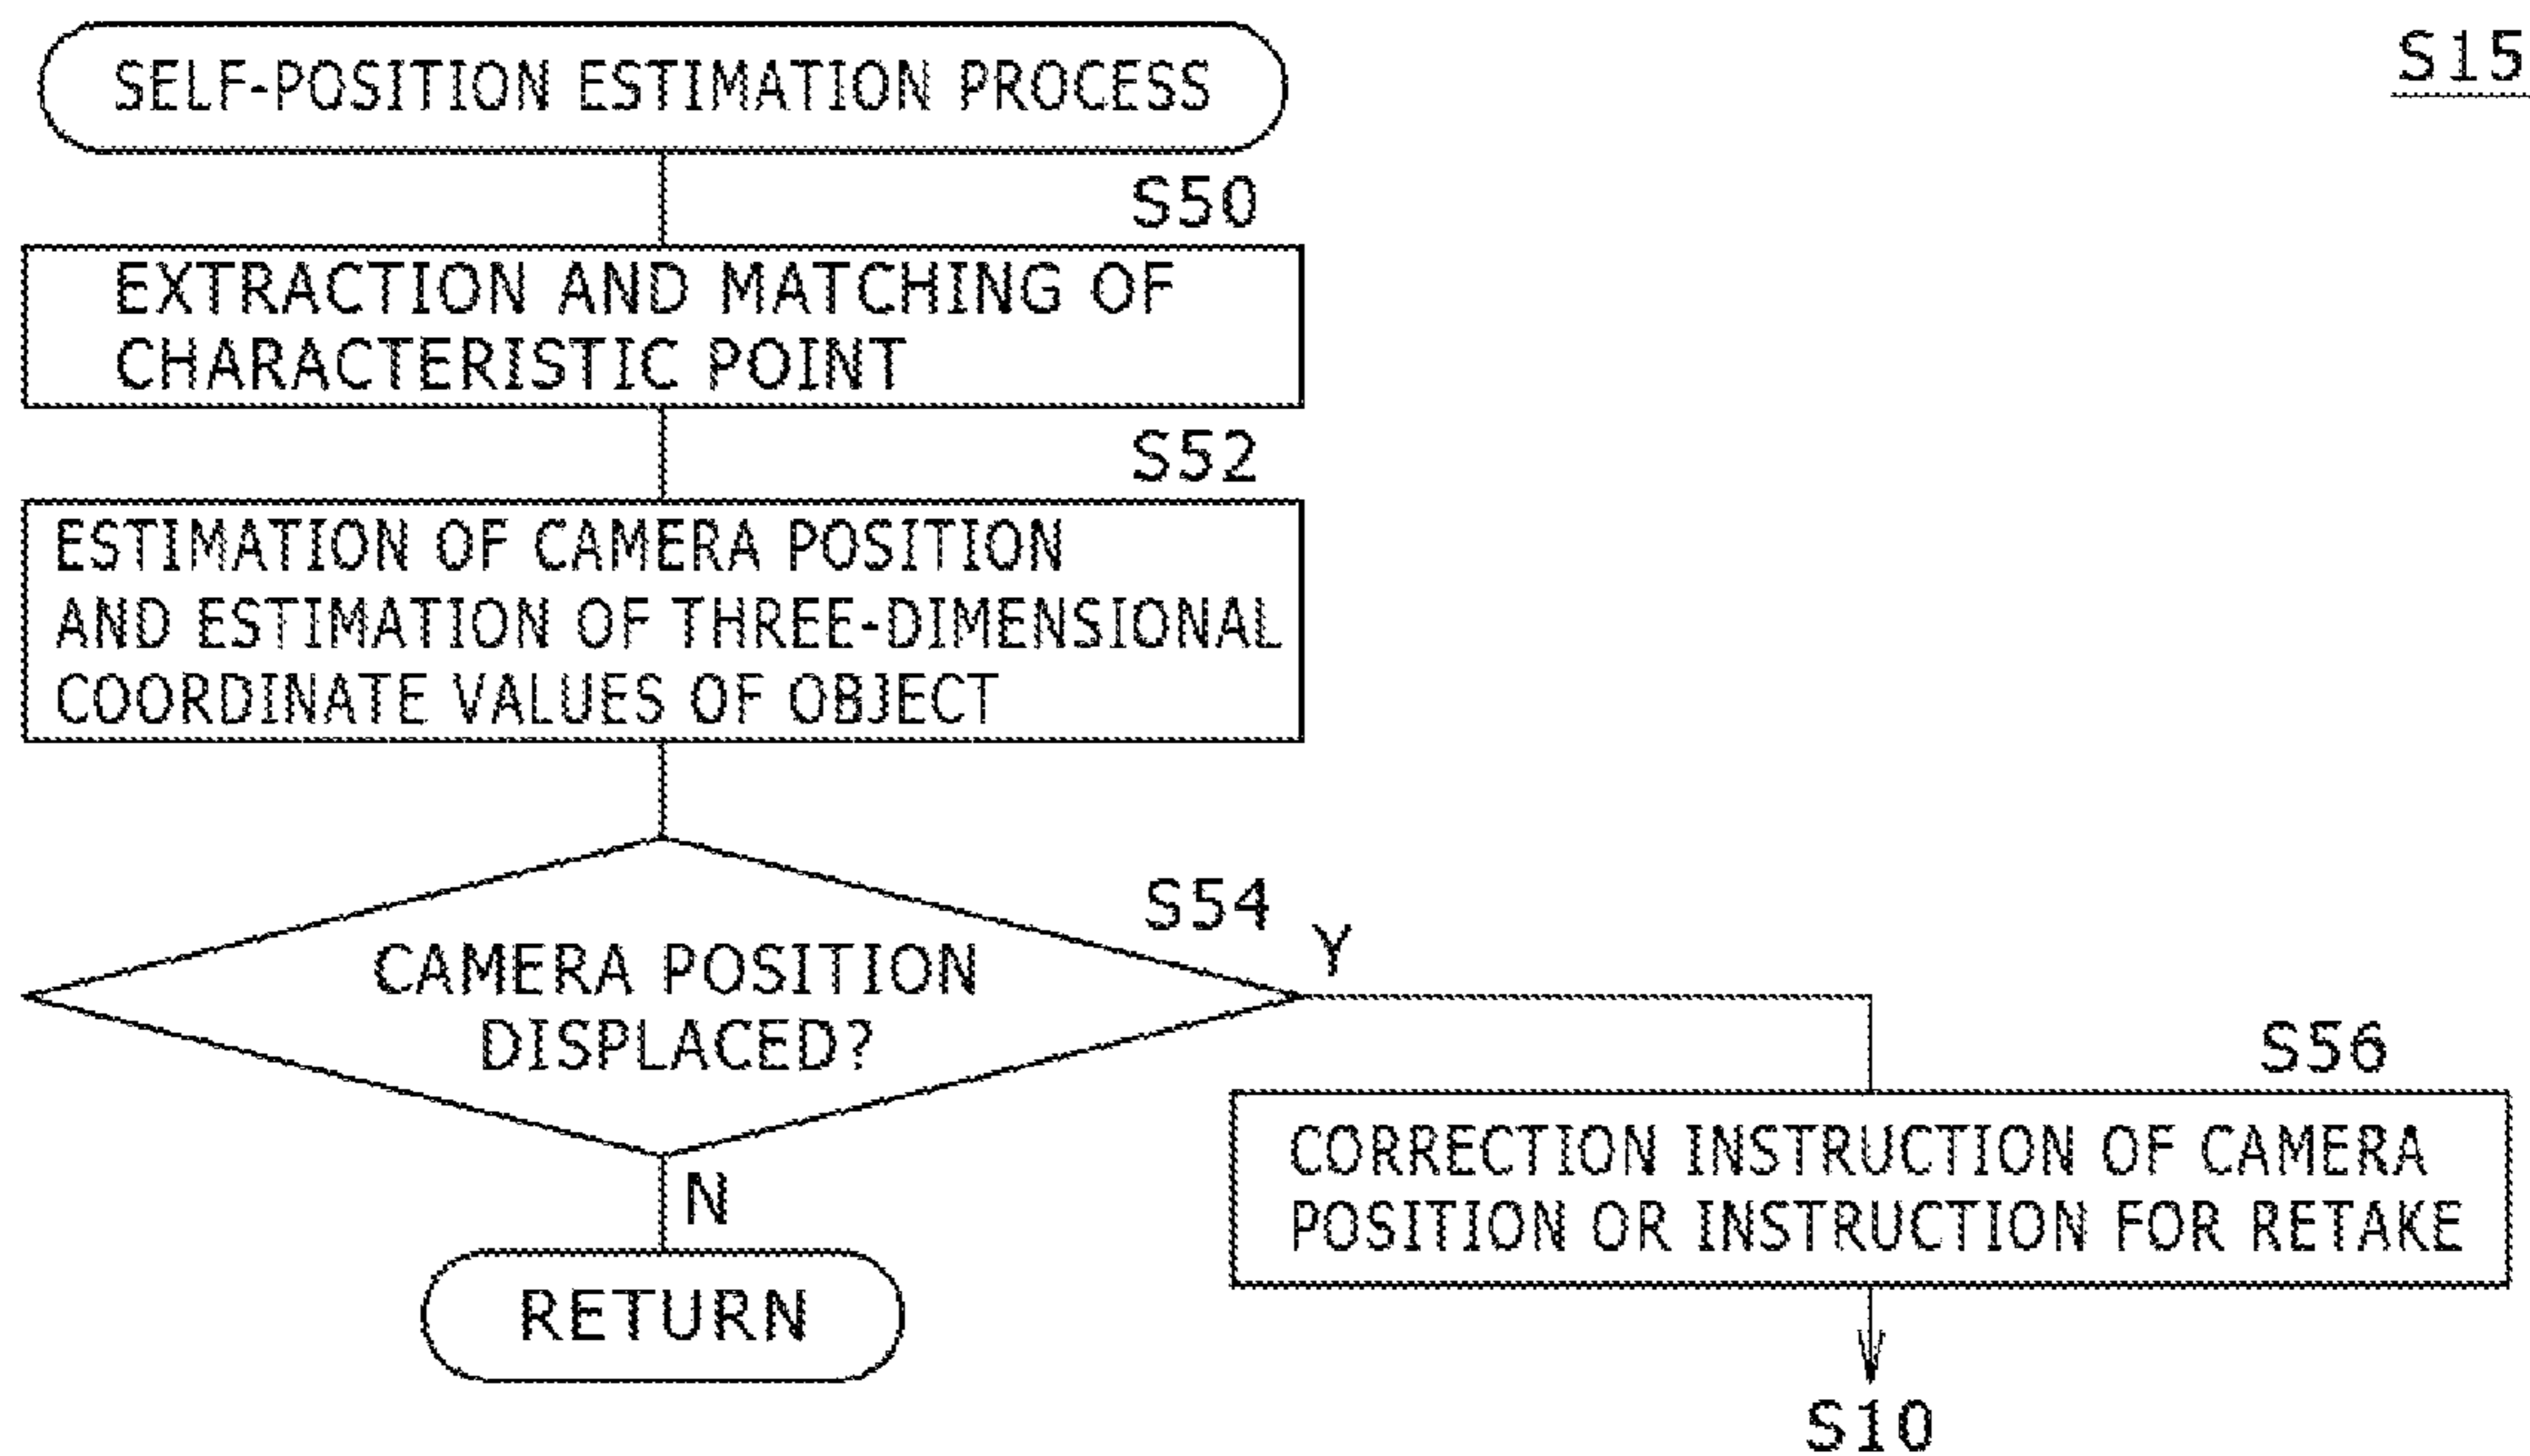 SELF-POSITION ESTIMATION PROCESS
S15
S50
EXTRACTION AND MATCHING OF
CHARACTERISTIC POINT
S52
ESTIMATION OF CAMERA POSITION
AND ESTIMATION OF THREE-DIMENSIONAL
COORDINATE VALUES OF OBJECT
S54
Y
CAMERA POSITION
DISPLACED?
S56
CORRECTION INSTRUCTION OF CAMERA
POSITION OR INSTRUCTION FOR RETAKE
N
RETURN
S10